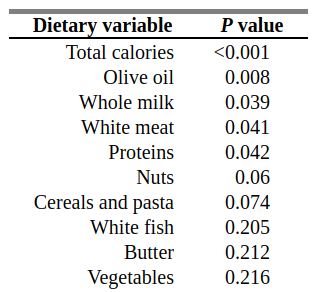 Dietary variable P value
Total calories <0.001
Olive oil 0.008
Whole milk 0.039
White meat 0.041
Proteins 0.042
Nuts 0.06
Cereals and pasta 0.074
White fish 0.205
Butter 0.212
Vegetables 0.216